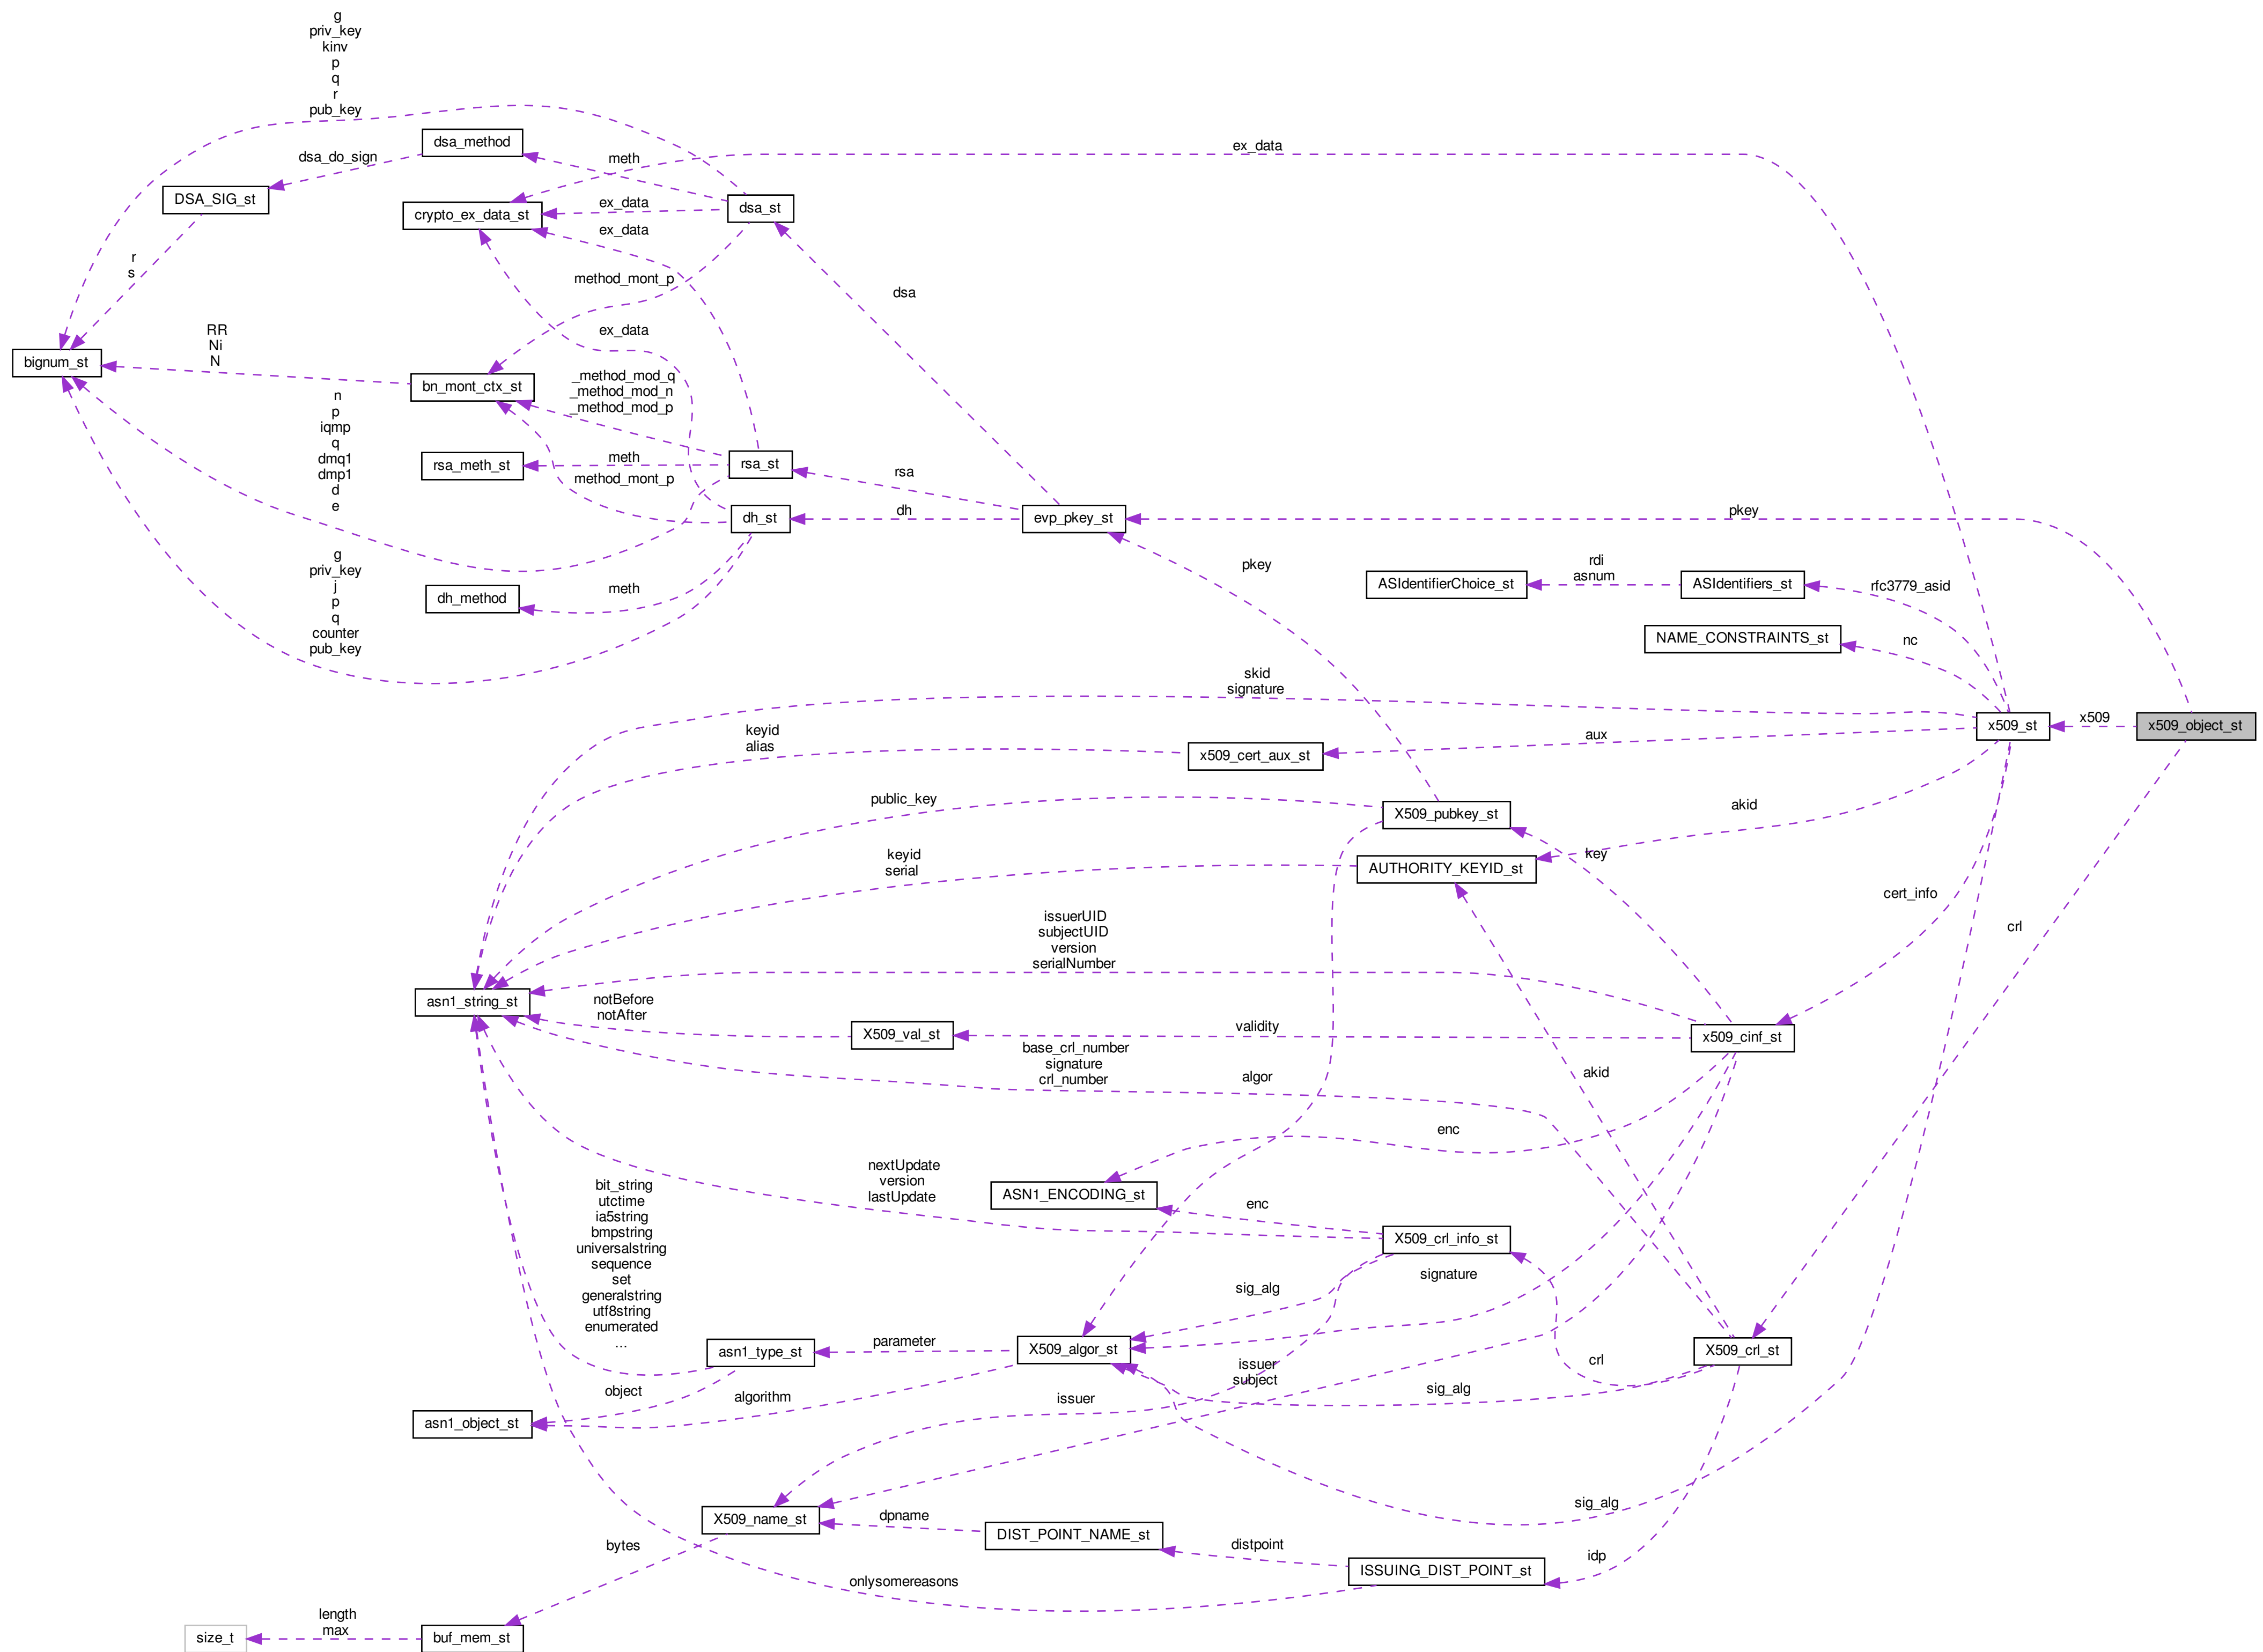 g
priv_key
kinv
p
q
r
pub_key
dsa_method
dsa_do_sign
meth
ex_data
DSA_SIG_st
crypto_ex_data_st
ex_data
dsa_st
ex_data
r
s
method_mont_p
dsa
RR
Ni
N
ex_data
bignum_st
bn_mont_ctx_st
_method_mod_q
_method_mod_n
_method_mod_p
n
p
iqmp
q
dmq1
dmp1
d
e
rsa_meth_st
meth
method_mont_p
rsa_st
rsa
dh_st
dh
evp_pkey_st
pkey
g
priv_key
j
p
q
counter
pub_key
dh_method
meth
pkey
ASIdentifierChoice_st
rdi
asnum
ASIdentifiers_st
rfc3779_asid
NAME_CONSTRAINTS_st
nc
skid
signature
x509_st
x509
x509_object_st
keyid
alias
x509_cert_aux_st
aux
public_key
X509_pubkey_st
akid
keyid
serial
AUTHORITY_KEYID_st
key
cert_info
crl
issuerUID
subjectUID
version
serialNumber
asn1_string_st
notBefore
notAfter
X509_val_st
validity
x509_cinf_st
base_crl_number
signature
crl_number
algor
akid
enc
nextUpdate
version
lastUpdate
ASN1_ENCODING_st
enc
X509_crl_info_st
bit_string
utctime
ia5string
bmpstring
universalstring
sequence
set
generalstring
utf8string
enumerated
...
sig_alg
signature
asn1_type_st
parameter
X509_algor_st
X509_crl_st
crl
issuer
subject
object
algorithm
issuer
sig_alg
asn1_object_st
X509_name_st
dpname
DIST_POINT_NAME_st
sig_alg
bytes
distpoint
idp
ISSUING_DIST_POINT_st
onlysomereasons
length
max
size_t
buf_mem_st